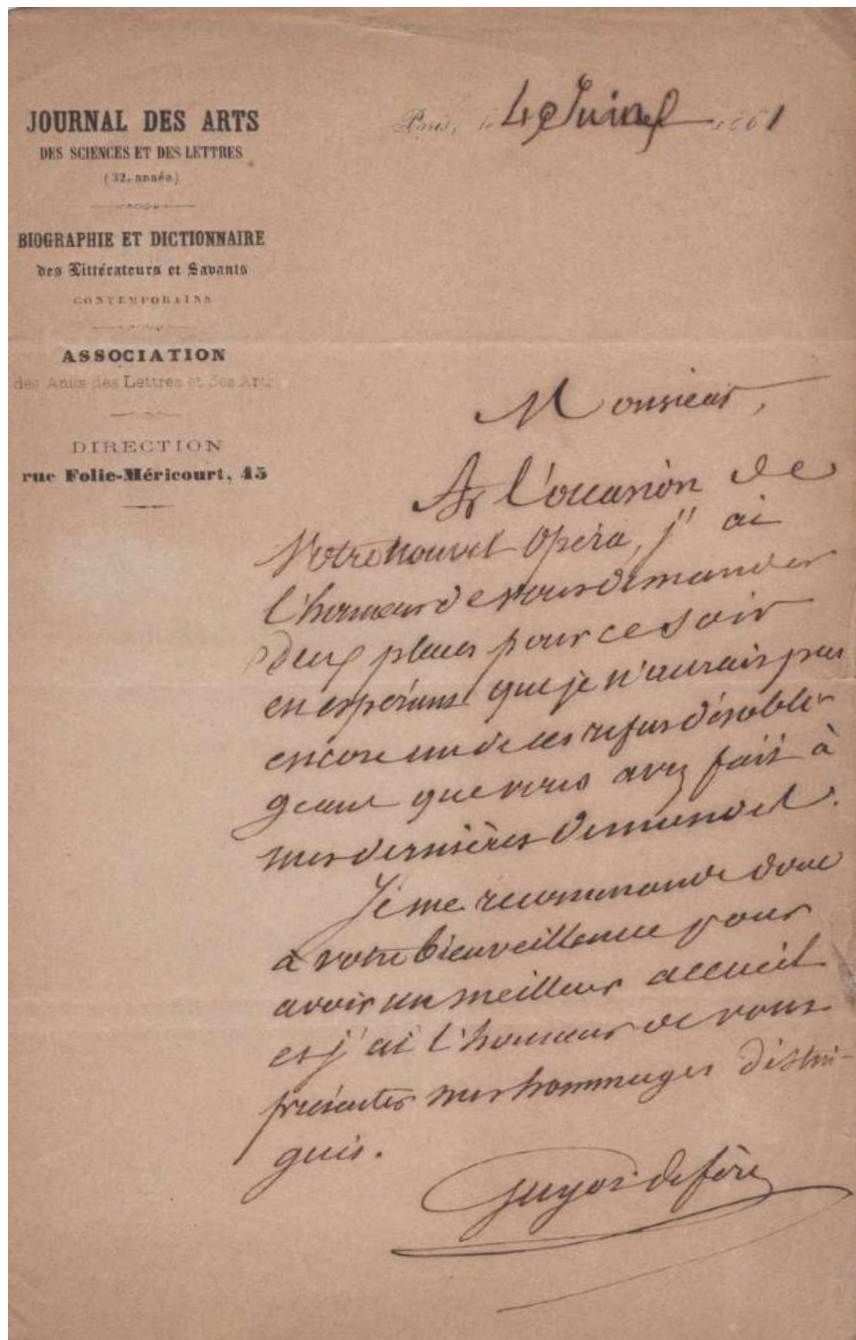 JOURNAL DES ARTS
DES SCIENCES ET DES LETTRES
(32e année)
BIOGRAPHIE ET DICTIONNAIRE
des Littérateurs et Savants
CONTEMPORAINS
ASSOCIATION
des Amis des Lettres et des Arts
DIRECTION
rue Folie-Méricourt, 45
Paris, le 4 Juin 1861
Monsieur,
A l'occasion de
Votre nouvel Opéra, j'ai
l'honneur de vous demander
deux places pour ce soir
en espérant que je n'aurais pas
encore un de ces refus désobli-
geant que vous avez fait à
mes dernières demandes.
Je me recommande donc
à votre bienveillance pour
avoir un meilleur accueil
et j'ai l'honneur de vous
présenter mes hommages distin-
gués.
Guyot de fère